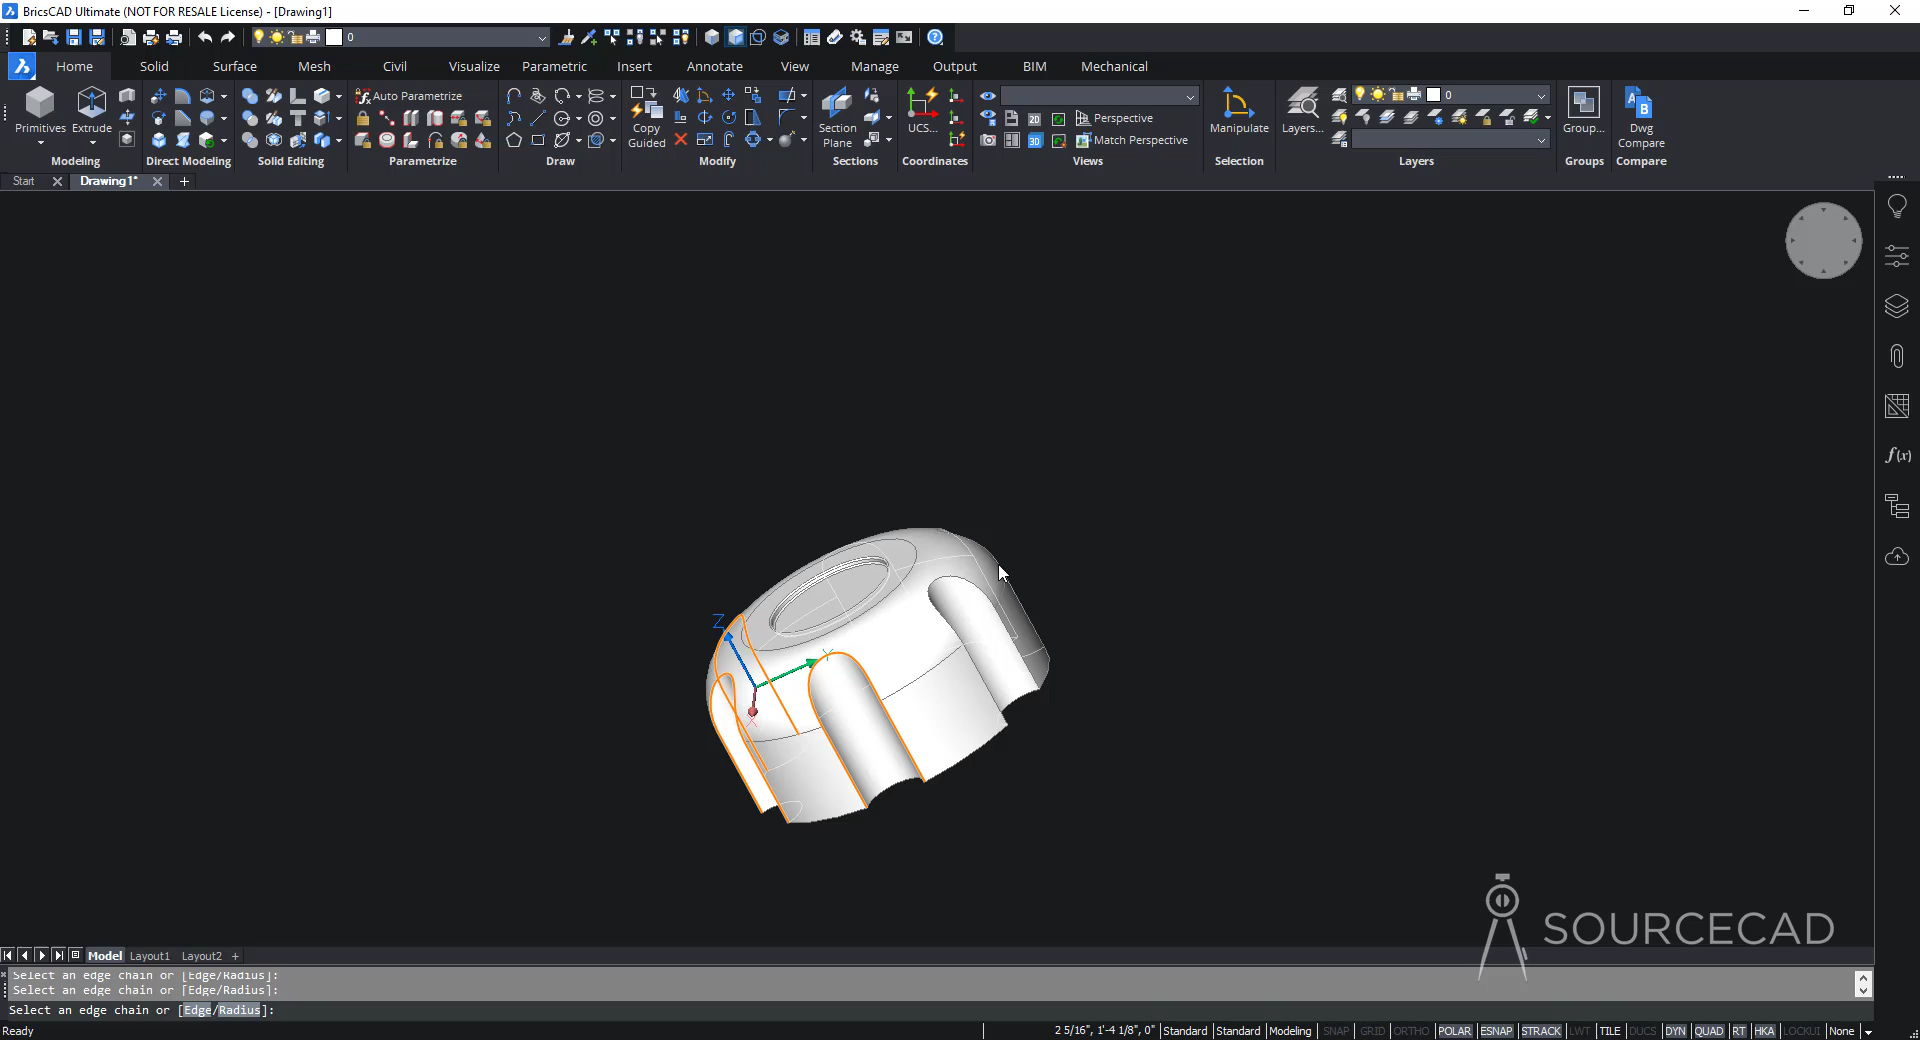 BricsCAD Ultimate (NOT FOR RESALE License) - [Drawing1]
0
Home Solid Surface Mesh Civil Visualize Parametric Insert Annotate View Manage Output BIM Mechanical
Auto Parametrize
0
2D Perspective
Primitives Extrude Copy Guided Section Plane UCS... Manipulate Layers... Group... Dwg Compare
3D Match Perspective
Modeling Direct Modeling Solid Editing Parametrize Draw Modify Sections Coordinates Views Selection Layers Groups Compare
Start Drawing1* +
f(x)
Z
Y
X
SOURCECAD
Model Layout1 Layout2 +
Select an edge chain or [Edge/Radius]:
Select an edge chain or [Edge/Radius]:
Select an edge chain or [Edge/Radius]:
Ready 2 5/16", 1'-4 1/8", 0" Standard Standard Modeling SNAP GRID ORTHO POLAR ESNAP STRACK LWT TILE DUCS DYN QUAD RT HKA LOCKUI None